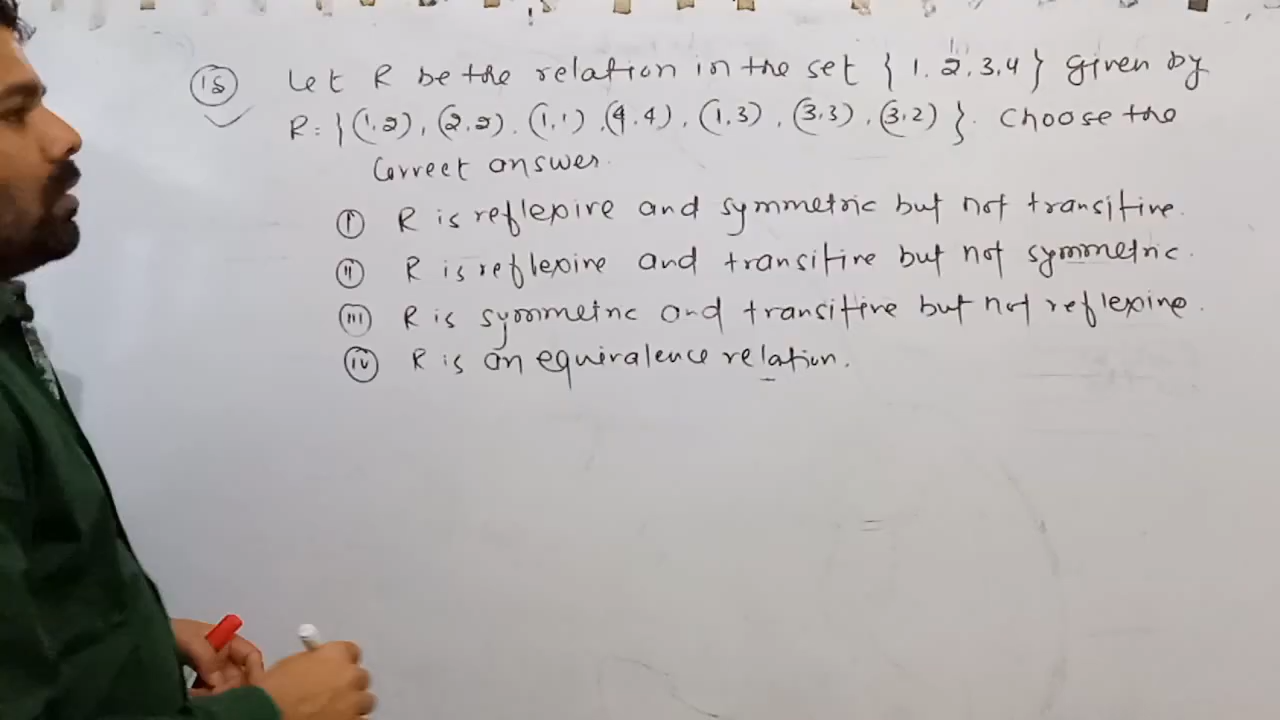 15 Let R be the relation in the set { 1, 2, 3, 4 } given by
R = { (1,2), (2,2), (1,1), (4,4), (1,3), (3,3), (3,2) }. Choose the
Correct answer.
(i) R is reflexive and symmetric but not transitive.
(ii) R is reflexive and transitive but not symmetric.
(iii) R is symmetric and transitive but not reflexive.
(iv) R is an equivalence relation.